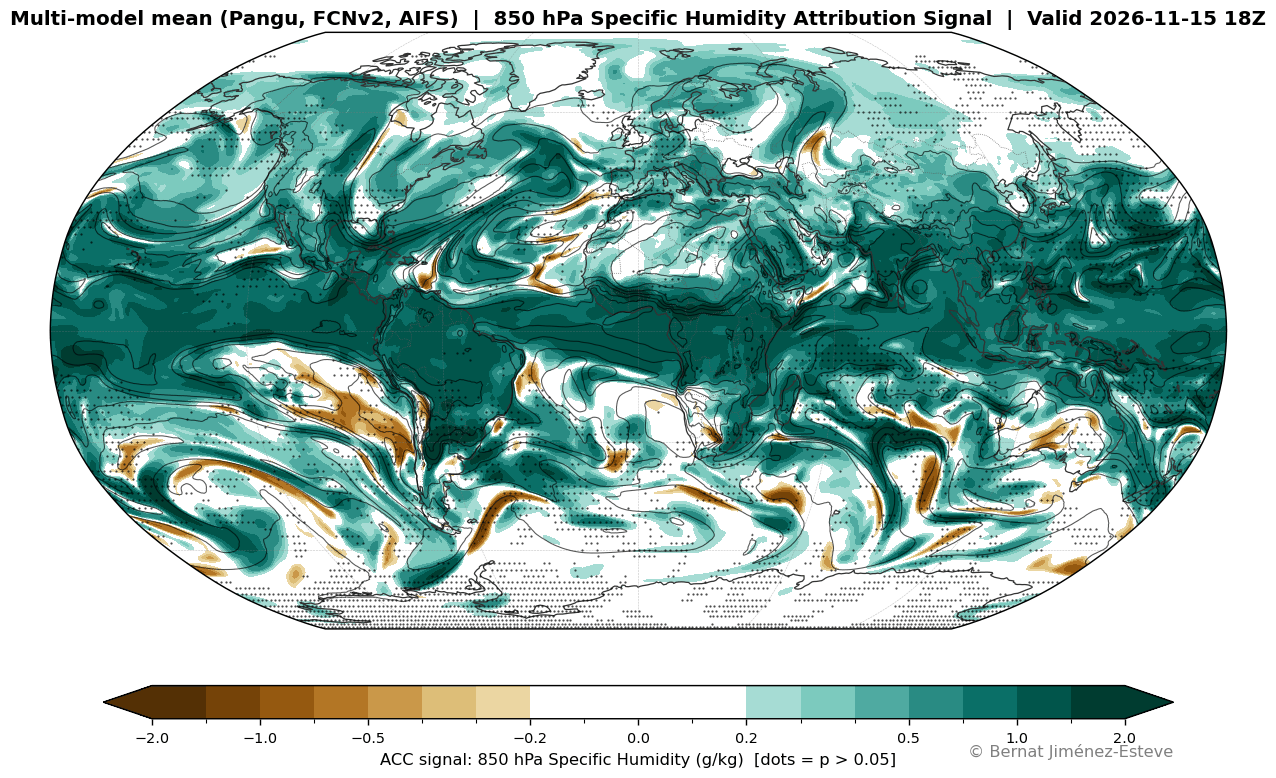 Multi-model mean (Pangu, FCNv2, AIFS)  |  850 hPa Specific Humidity Attribution Signal  |  Valid 2026-11-15 18Z
−2.0 −1.0 −0.5 −0.2 0.0 0.2 0.5 1.0 2.0
ACC signal: 850 hPa Specific Humidity (g/kg)  [dots = p > 0.05]
© Bernat Jiménez-Esteve